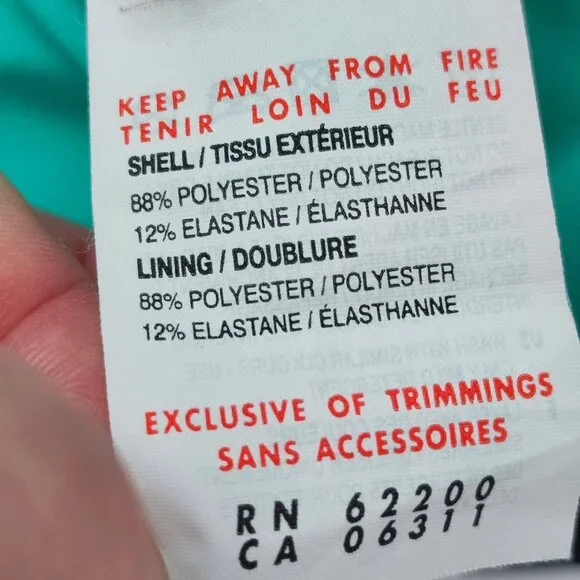 KEEP AWAY FROM FIRE
TENIR LOIN DU FEU
SHELL / TISSU EXTÉRIEUR
88% POLYESTER / POLYESTER
12% ELASTANE / ÉLASTHANNE
LINING / DOUBLURE
88% POLYESTER / POLYESTER
12% ELASTANE / ÉLASTHANNE
EXCLUSIVE OF TRIMMINGS
SANS ACCESSOIRES
RN 62200
CA 06311